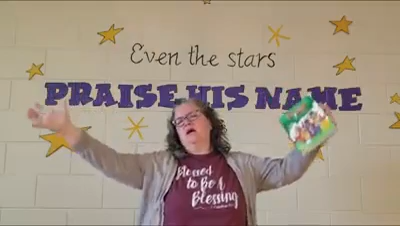 Even the stars
PRAISE HIS NAME
Blessed
to Be A
Blessing